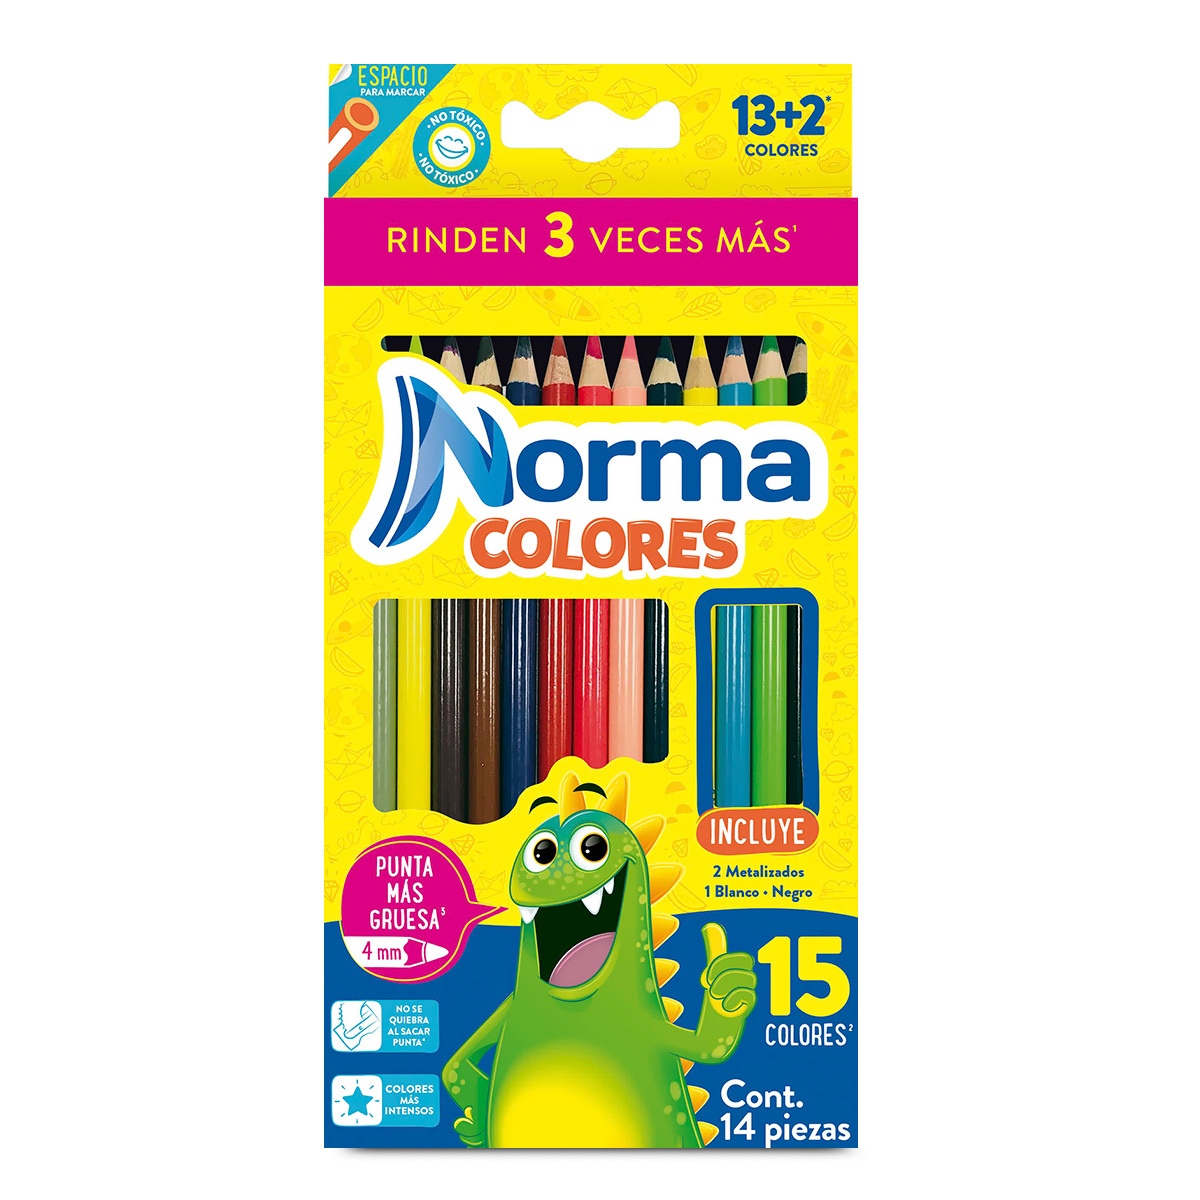 ESPACIO
PARA MARCAR
• NO TÓXICO •
NO TÓXICO
13+2*
COLORES
RINDEN 3 VECES MÁS¹
Norma
COLORES
INCLUYE
2 Metalizados
1 Blanco • Negro
PUNTA
MÁS
GRUESA⁵
4 mm
NO SE
QUIEBRA
AL SACAR
PUNTA⁴
COLORES
MÁS
INTENSOS
15
COLORES²
Cont.
14 piezas